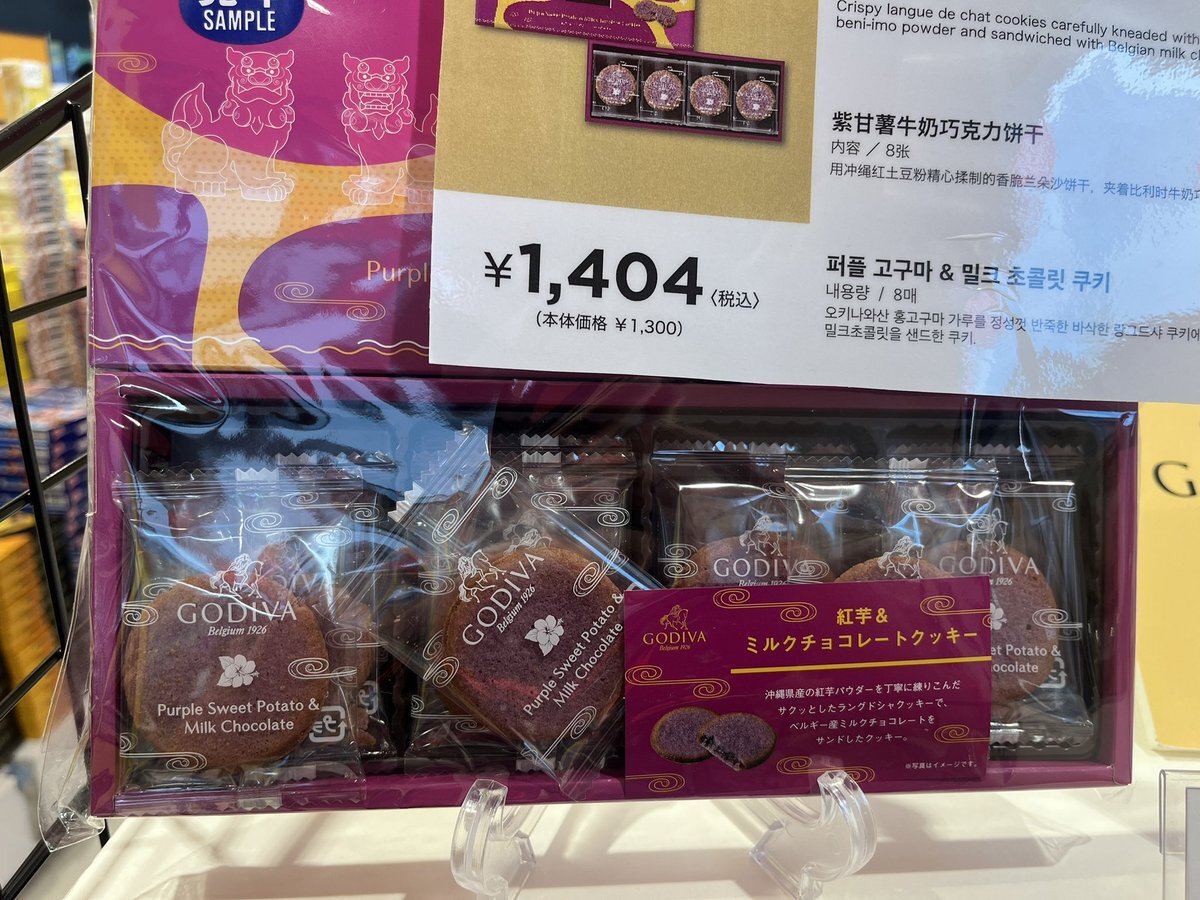 SAMPLE
Purple Sweet Potato & Milk Chocolate Cookies
Crispy langue de chat cookies carefully kneaded with
beni-imo powder and sandwiched with Belgian milk
紫甘薯牛奶巧克力饼干
内容 ／ 8张
用冲绳红土豆粉精心揉制的香脆兰朵沙饼干，夹着比利时牛奶巧
¥1,404〈税込〉
(本体価格 ¥1,300)
퍼플 고구마 & 밀크 초콜릿 쿠키
내용량 / 8매
오키나와산 홍고구마 가루를 정성껏 반죽한 바삭한 랑그드샤 쿠키에
밀크초콜릿을 샌드한 쿠키.
Purpl
GODIVA
Belgium 1926
Purple Sweet Potato &
Milk Chocolate
プラ
GODIVA
Belgium 1926
Purple Sweet Potato &
Milk Chocolate
GODIV
Belgium 1926
GODIVA
Belgium 1926
eet Potato &
ocolate
GODIVA
Belgium 1926
紅芋&
ミルクチョコレートクッキー
沖縄県産の紅芋パウダーを丁寧に練りこんだ
サクッとしたラングドシャクッキーで、
ベルギー産ミルクチョコレートを
サンドしたクッキー。
※写真はイメージです。
G